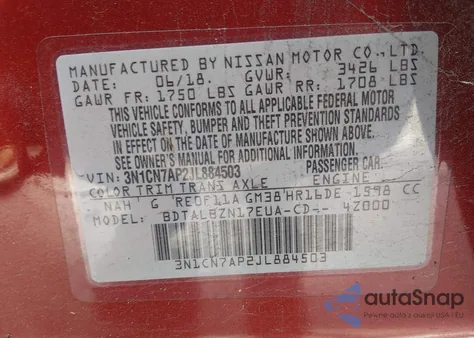 MANUFACTURED BY NISSAN MOTOR CO., LTD.
DATE: 06/18. GVWR: 3426 LBS
GAWR FR: 1750 LBS GAWR RR: 1708 LBS
THIS VEHICLE CONFORMS TO ALL APPLICABLE FEDERAL MOTOR
VEHICLE SAFETY, BUMPER AND THEFT PREVENTION STANDARDS
IN EFFECT ON THE DATE OF MANUFACTURE SHOWN ABOVE.
SEE OWNER'S MANUAL FOR ADDITIONAL INFORMATION
VIN: 3N1CN7AP2JL884503 PASSENGER CAR
COLOR TRIM TRANS AXLE ENGINE
NAH G RE0F11A GM38 HR16DE -1598 CC
MODEL: BDTALBZN17EUA-CD-- 4Z000
3N1CN7AP2JL884503
autoSnap